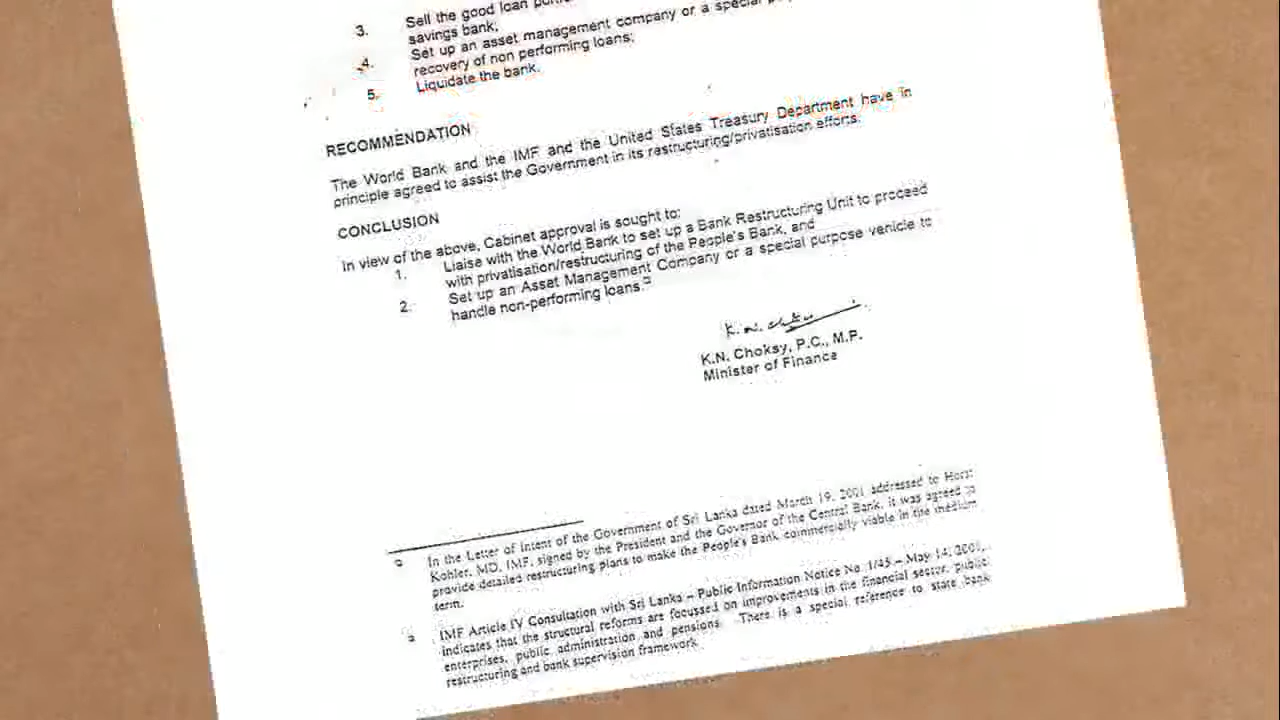 3. Sell the good loan
savings bank;
4. Set up an asset management company or a special
recovery of non performing loans;
5. Liquidate the bank.
RECOMMENDATION
The World Bank and the IMF and the United States Treasury Department have in
principle agreed to assist the Government in its restructuring/privatisation efforts.
CONCLUSION
In view of the above, Cabinet approval is sought to:
1. Liaise with the World Bank to set up a Bank Restructuring Unit to proceed
with privatisation/restructuring of the People's Bank, and
2. Set up an Asset Management Company or a special purpose vehicle to
handle non-performing loans.
K.N. Choksy
K.N. Choksy, P.C., M.P.
Minister of Finance
In the Letter of Intent of the Government of Sri Lanka dated March 19, 2001 addressed to Horst
Kohler, MD, IMF, signed by the President and the Governor of the Central Bank, it was agreed to
provide detailed restructuring plans to make the People's Bank commercially viable in the medium
term.
IMF Article IV Consultation with Sri Lanka – Public Information Notice No. 1/45 – May 14, 2001,
indicates that the structural reforms are focussed on improvements in the financial sector, public
enterprises, public administration and pensions. There is a special reference to state bank
restructuring and bank supervision framework.